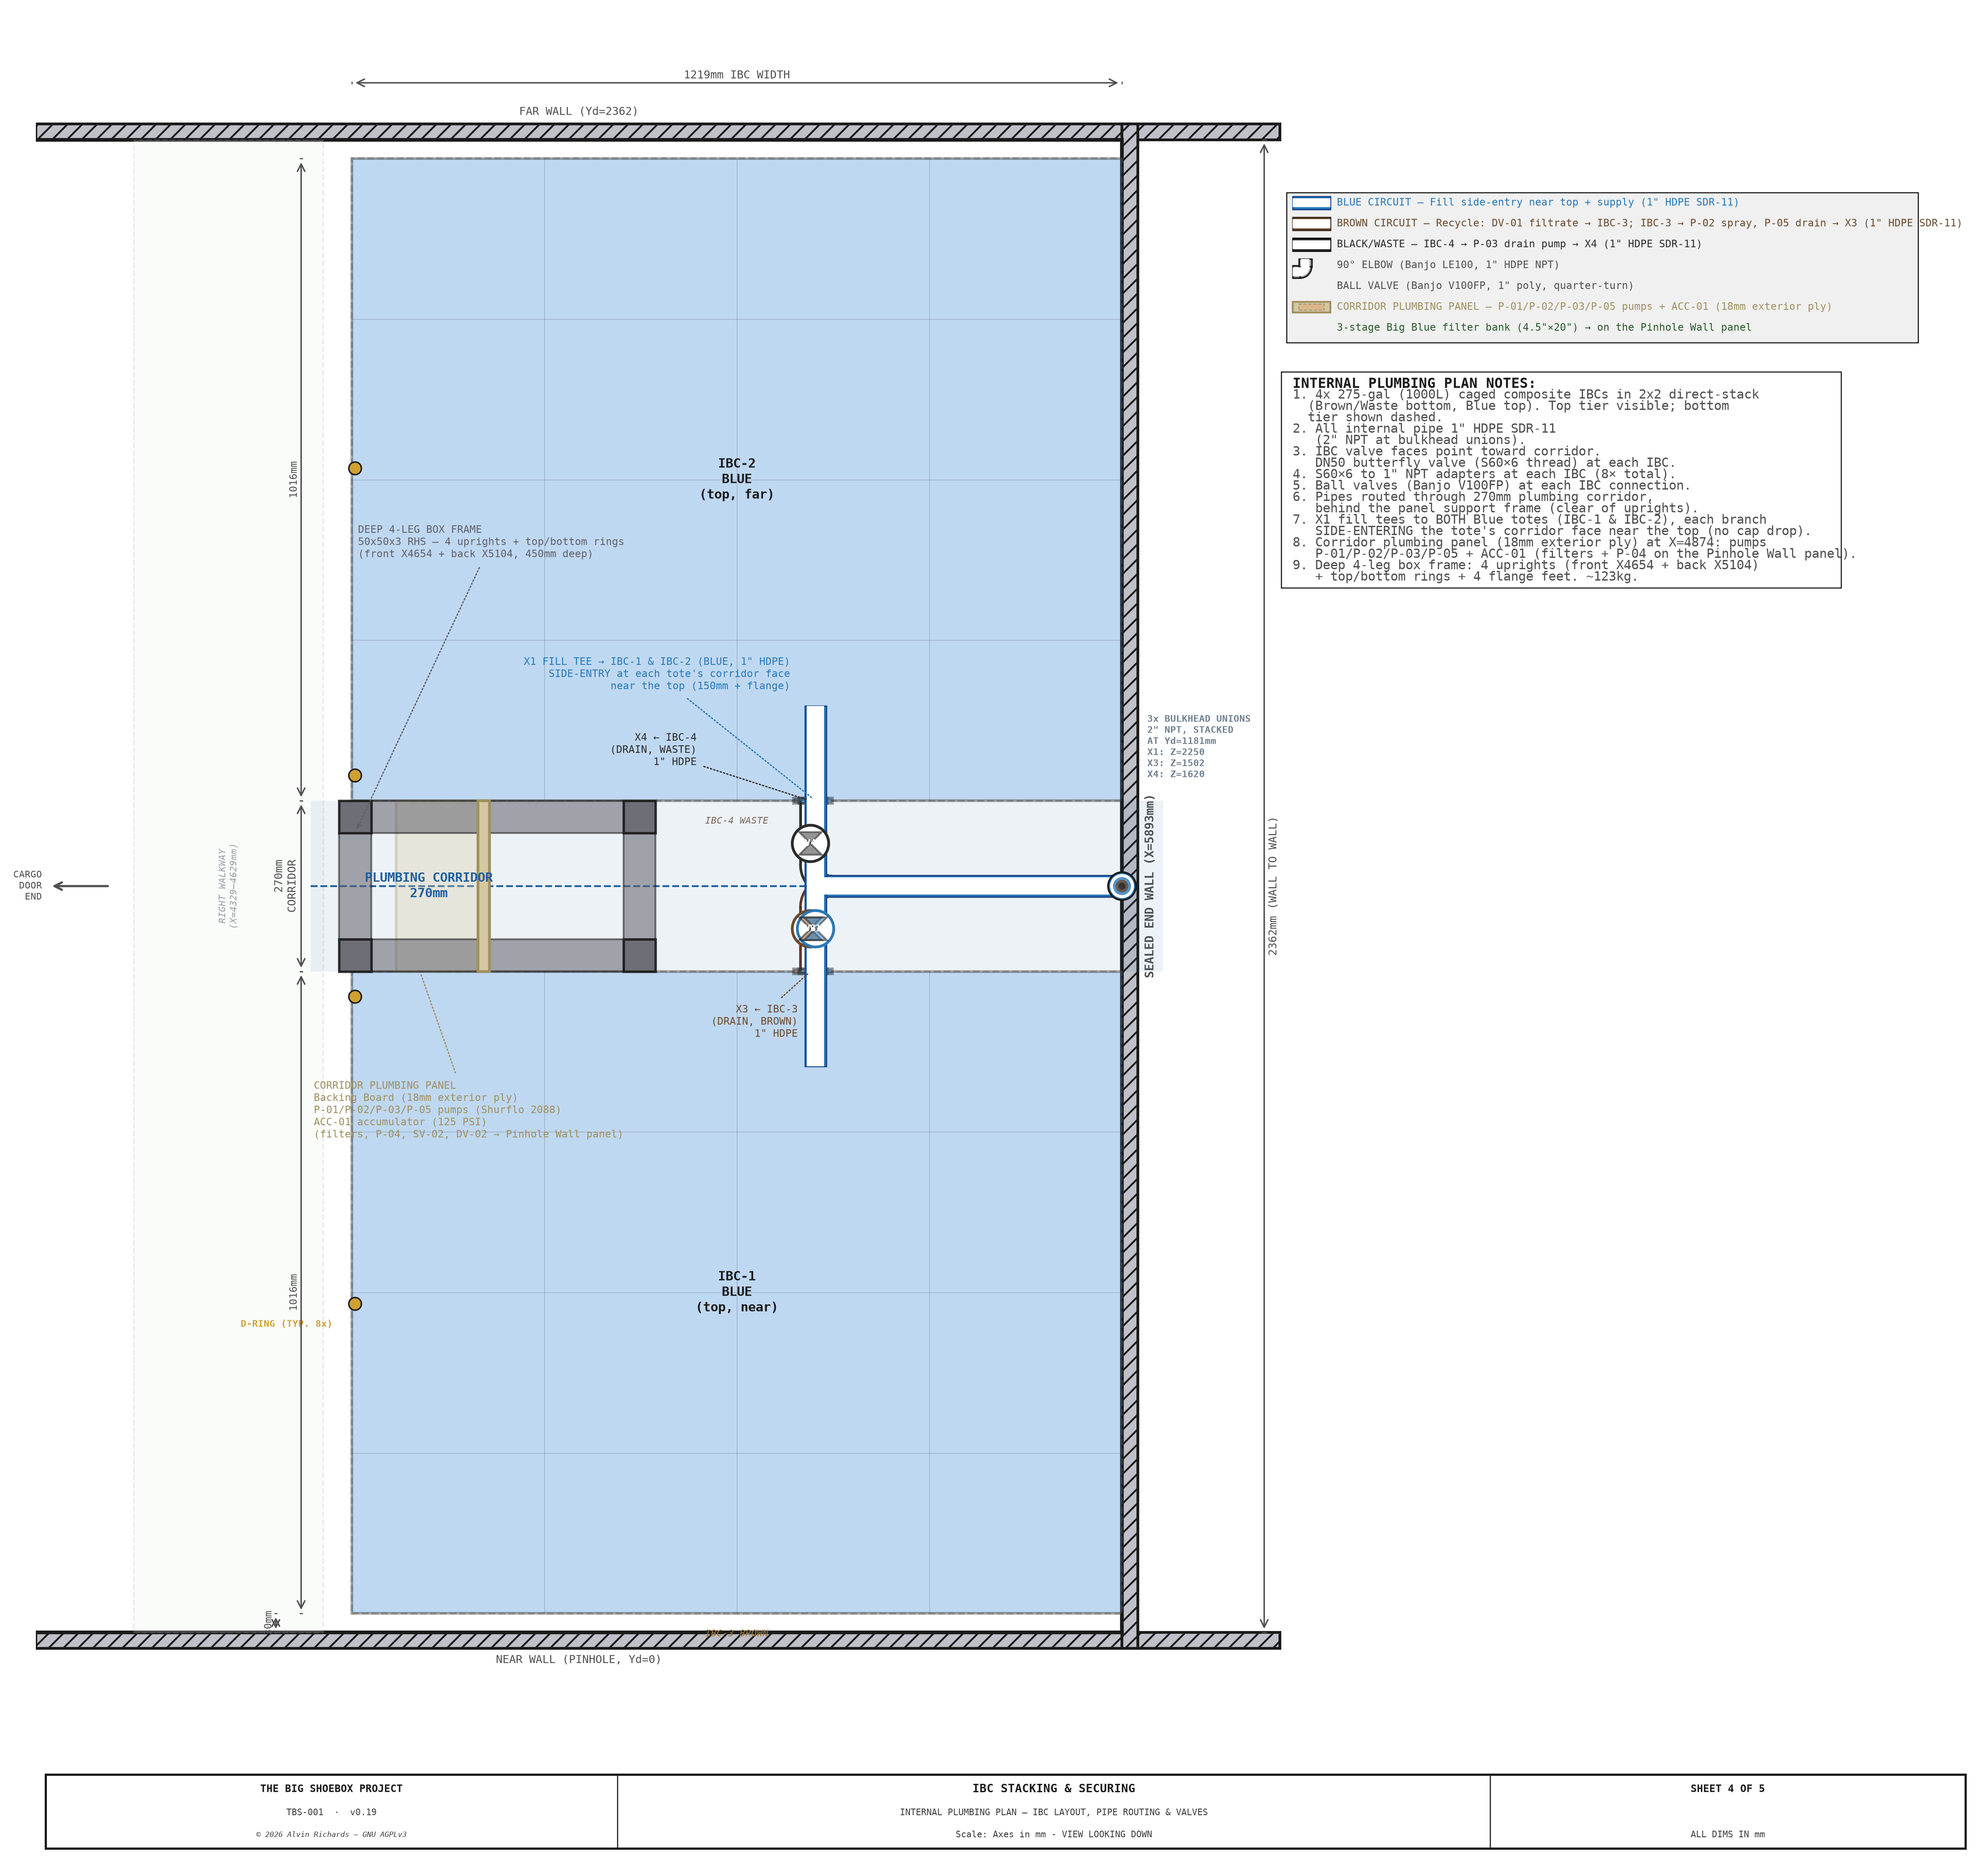 1219mm IBC WIDTH
FAR WALL (Yd=2362)
BLUE CIRCUIT — Fill side-entry near top + supply (1" HDPE SDR-11)
BROWN CIRCUIT — Recycle: DV-01 filtrate → IBC-3; IBC-3 → P-02 spray, P-05 drain → X3 (1" HDPE SDR-11)
BLACK/WASTE — IBC-4 → P-03 drain pump → X4 (1" HDPE SDR-11)
90° ELBOW (Banjo LE100, 1" HDPE NPT)
BALL VALVE (Banjo V100FP, 1" poly, quarter-turn)
CORRIDOR PLUMBING PANEL — P-01/P-02/P-03/P-05 pumps + ACC-01 (18mm exterior ply)
3-stage Big Blue filter bank (4.5"×20") → on the Pinhole Wall panel
INTERNAL PLUMBING PLAN NOTES:
1. 4x 275-gal (1000L) caged composite IBCs in 2x2 direct-stack
(Brown/Waste bottom, Blue top). Top tier visible; bottom
tier shown dashed.
2. All internal pipe 1" HDPE SDR-11
(2" NPT at bulkhead unions).
3. IBC valve faces point toward corridor.
DN50 butterfly valve (S60×6 thread) at each IBC.
4. S60×6 to 1" NPT adapters at each IBC (8× total).
5. Ball valves (Banjo V100FP) at each IBC connection.
6. Pipes routed through 270mm plumbing corridor,
behind the panel support frame (clear of uprights).
7. X1 fill tees to BOTH Blue totes (IBC-1 & IBC-2), each branch
SIDE-ENTERING the tote's corridor face near the top (no cap drop).
8. Corridor plumbing panel (18mm exterior ply) at X=4874: pumps
P-01/P-02/P-03/P-05 + ACC-01 (filters + P-04 on the Pinhole Wall panel).
9. Deep 4-leg box frame: 4 uprights (front X4654 + back X5104)
+ top/bottom rings + 4 flange feet. ~123kg.
1016mm
IBC-2
BLUE
(top, far)
DEEP 4-LEG BOX FRAME
50x50x3 RHS — 4 uprights + top/bottom rings
(front X4654 + back X5104, 450mm deep)
X1 FILL TEE → IBC-1 & IBC-2 (BLUE, 1" HDPE)
SIDE-ENTRY at each tote's corridor face
near the top (150mm + flange)
X4 ← IBC-4
(DRAIN, WASTE)
1" HDPE
3x BULKHEAD UNIONS
2" NPT, STACKED
AT Yd=1181mm
X1: Z=2250
X3: Z=1502
X4: Z=1620
IBC-4 WASTE
CARGO
DOOR
END
RIGHT WALKWAY
(X=4329—4629mm)
270mm
CORRIDOR
PLUMBING CORRIDOR
270mm
SEALED END WALL (X=5893mm)
2362mm (WALL TO WALL)
X3 ← IBC-3
(DRAIN, BROWN)
1" HDPE
CORRIDOR PLUMBING PANEL
Backing Board (18mm exterior ply)
P-01/P-02/P-03/P-05 pumps (Shurflo 2088)
ACC-01 accumulator (125 PSI)
(filters, P-04, SV-02, DV-02 → Pinhole Wall panel)
1016mm
IBC-1
BLUE
(top, near)
D-RING (TYP. 8x)
NEAR WALL (PINHOLE, Yd=0)
THE BIG SHOEBOX PROJECT
TBS-001 · v0.19
© 2026 Alvin Richards — GNU AGPLv3
IBC STACKING & SECURING
INTERNAL PLUMBING PLAN — IBC LAYOUT, PIPE ROUTING & VALVES
Scale: Axes in mm - VIEW LOOKING DOWN
SHEET 4 OF 5
ALL DIMS IN mm